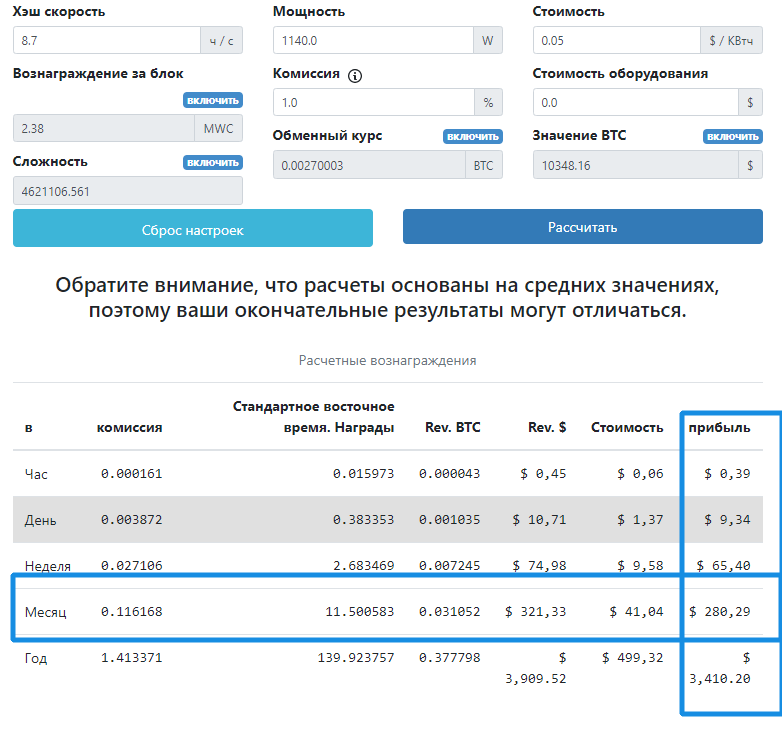 Хэш скорость Мощность Стоимость
8.7 ч / с 1140.0 W 0.05 $ / КВтч
Вознаграждение за блок Комиссия Стоимость оборудования
включить
1.0 % 0.0 $
2.38 MWC
Обменный курс включить Значение BTC включить
Сложность включить
0.00270003 BTC 10348.16 $
4621106.561
Сброс настроек Рассчитать
Обратите внимание, что расчеты основаны на средних значениях,
поэтому ваши окончательные результаты могут отличаться.
Расчетные вознаграждения
Стандартное восточное
в комиссия время. Награды Rev. BTC Rev. $ Стоимость прибыль
Час 0.000161 0.015973 0.000043 $ 0,45 $ 0,06 $ 0,39
День 0.003872 0.383353 0.001035 $ 10,71 $ 1,37 $ 9,34
Неделя 0.027106 2.683469 0.007245 $ 74,98 $ 9,58 $ 65,40
Месяц 0.116168 11.500583 0.031052 $ 321,33 $ 41,04 $ 280,29
Год 1.413371 139.923757 0.377798 $ $ 499,32 $
3,909.52 3,410.20